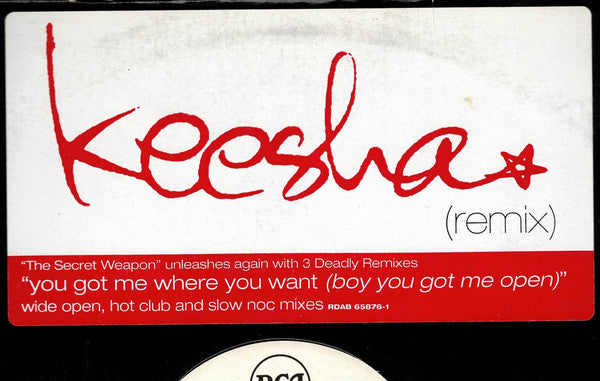 keesha
(remix)
"The Secret Weapon" unleashes again with 3 Deadly Remixes
"you got me where you want (boy you got me open)"
wide open, hot club and slow noc mixes RDAB 65876-1
RCA